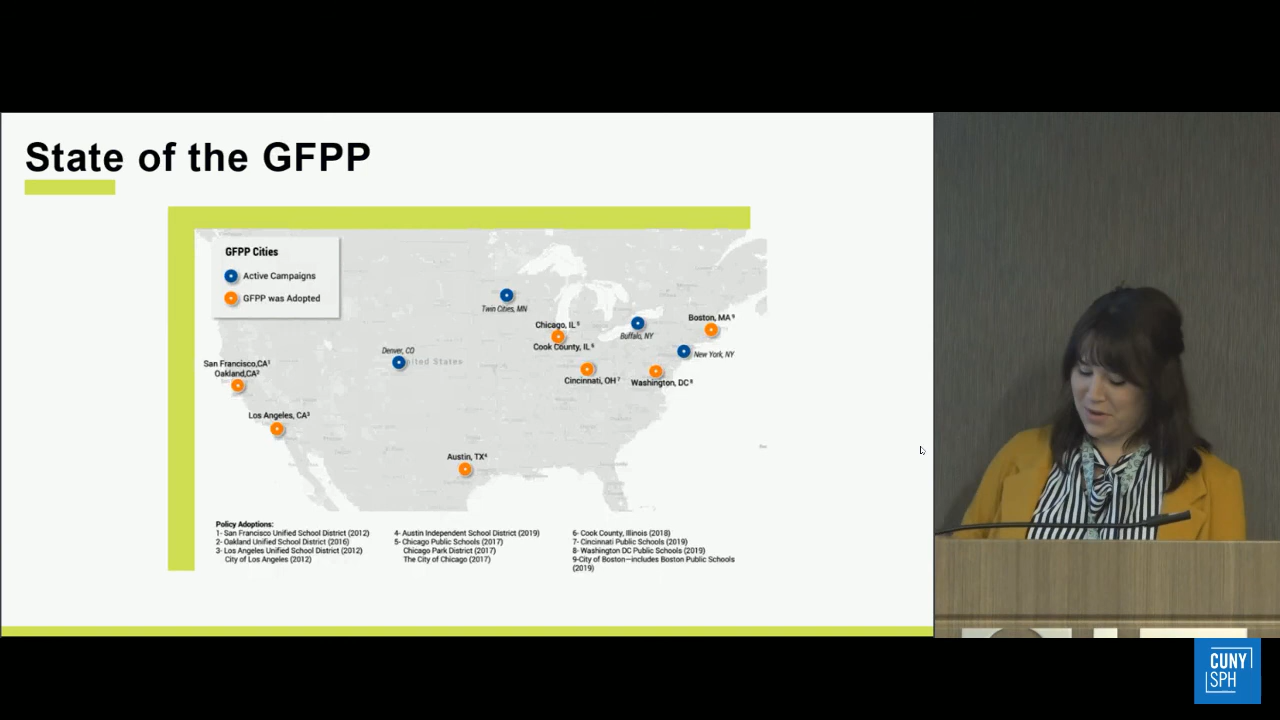 State of the GFPP
GFPP Cities
Active Campaigns
GFPP was Adopted
Twin Cities, MN
Boston, MA⁹
Chicago, IL⁵
Buffalo, NY
Cook County, IL⁶
Denver, CO
United States
New York, NY
San Francisco,CA¹
Oakland,CA²
Cincinnati, OH⁷
Washington, DC⁸
Los Angeles, CA³
Austin, TX⁴
Policy Adoptions:
1- San Francisco Unified School District (2012)
2- Oakland Unified School District (2016)
3- Los Angeles Unified School District (2012)
City of Los Angeles (2012)
4- Austin Independent School District (2019)
5- Chicago Public Schools (2017)
Chicago Park District (2017)
The City of Chicago (2017)
6- Cook County, Illinois (2018)
7- Cincinnati Public Schools (2019)
8- Washington DC Public Schools (2019)
9-City of Boston—includes Boston Public Schools
(2019)
CUNY
SPH